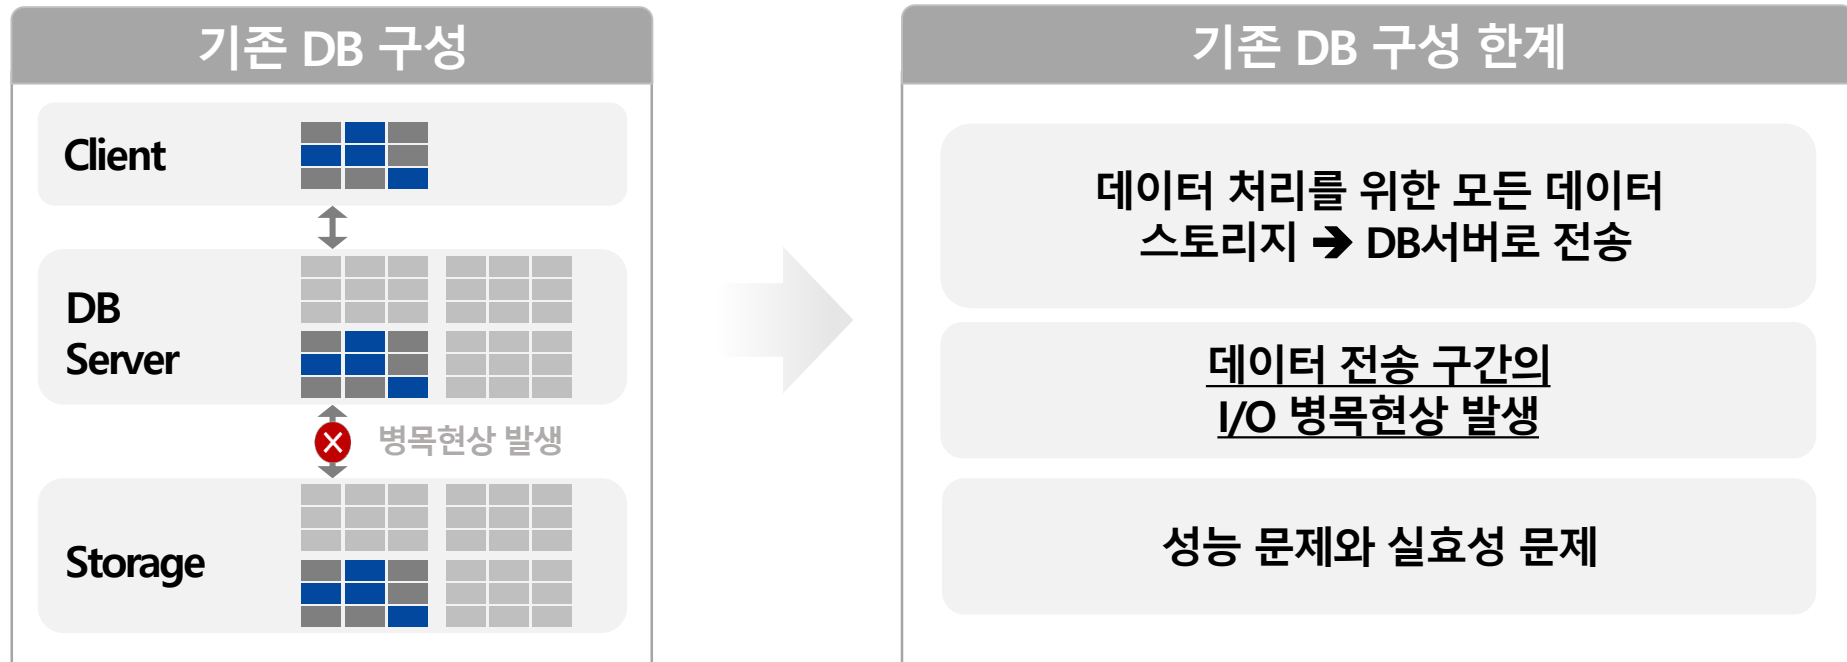 기존 DB 구성
Client
DB
Server
병목현상 발생
Storage
기존 DB 구성 한계
데이터 처리를 위한 모든 데이터
스토리지 🡺 DB서버로 전송
데이터 전송 구간의
I/O 병목현상 발생
성능 문제와 실효성 문제